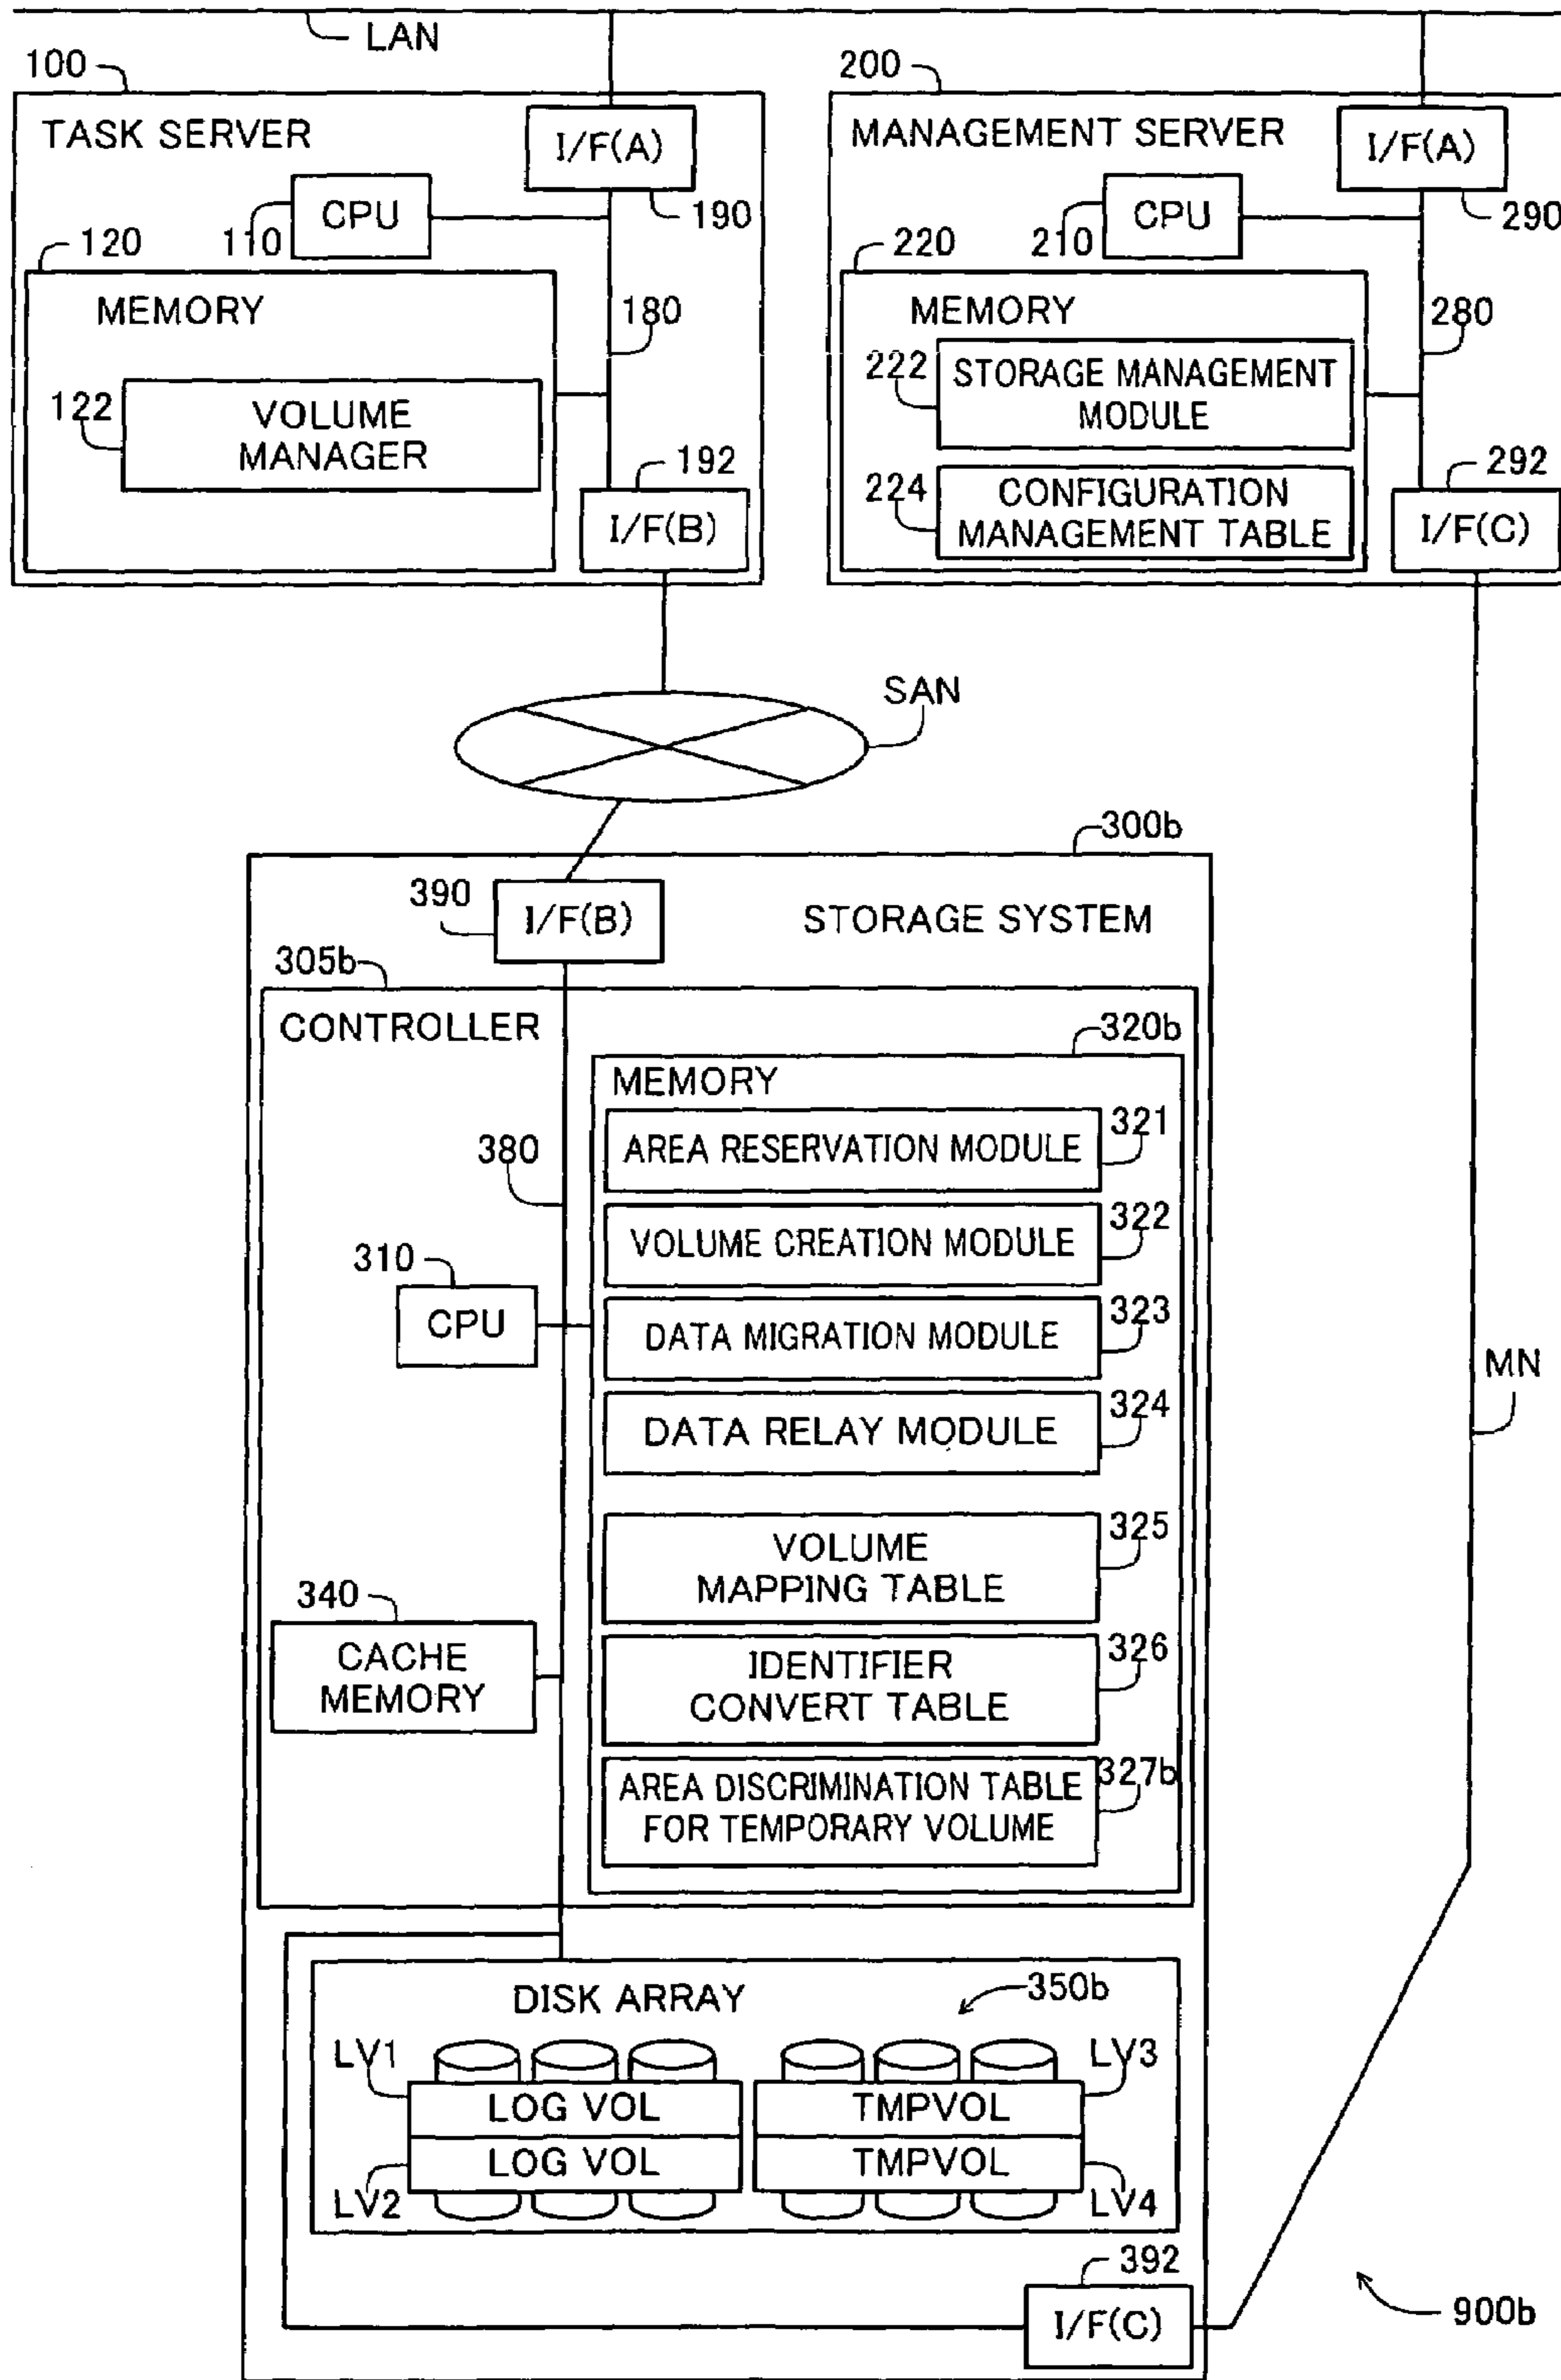 LAN
100
200
TASK SERVER
I/F(A)
MANAGEMENT SERVER
I/F(A)
CPU
190
CPU
290
120
110
220
210
MEMORY
180
MEMORY
280
222
STORAGE MANAGEMENT
MODULE
122
VOLUME
MANAGER
192
292
224
CONFIGURATION
MANAGEMENT TABLE
I/F(B)
I/F(C)
SAN
300b
390
I/F(B)
STORAGE SYSTEM
305b
CONTROLLER
320b
MEMORY
321
AREA RESERVATION MODULE
380
322
VOLUME CREATION MODULE
310
323
CPU
DATA MIGRATION MODULE
MN
324
DATA RELAY MODULE
325
VOLUME
MAPPING TABLE
340
326
CACHE
MEMORY
IDENTIFIER
CONVERT TABLE
327b
AREA DISCRIMINATION TABLE
FOR TEMPORARY VOLUME
DISK ARRAY
350b
LV1
LV3
LOG VOL
TMPVOL
LOG VOL
TMPVOL
LV2
LV4
392
I/F(C)
900b